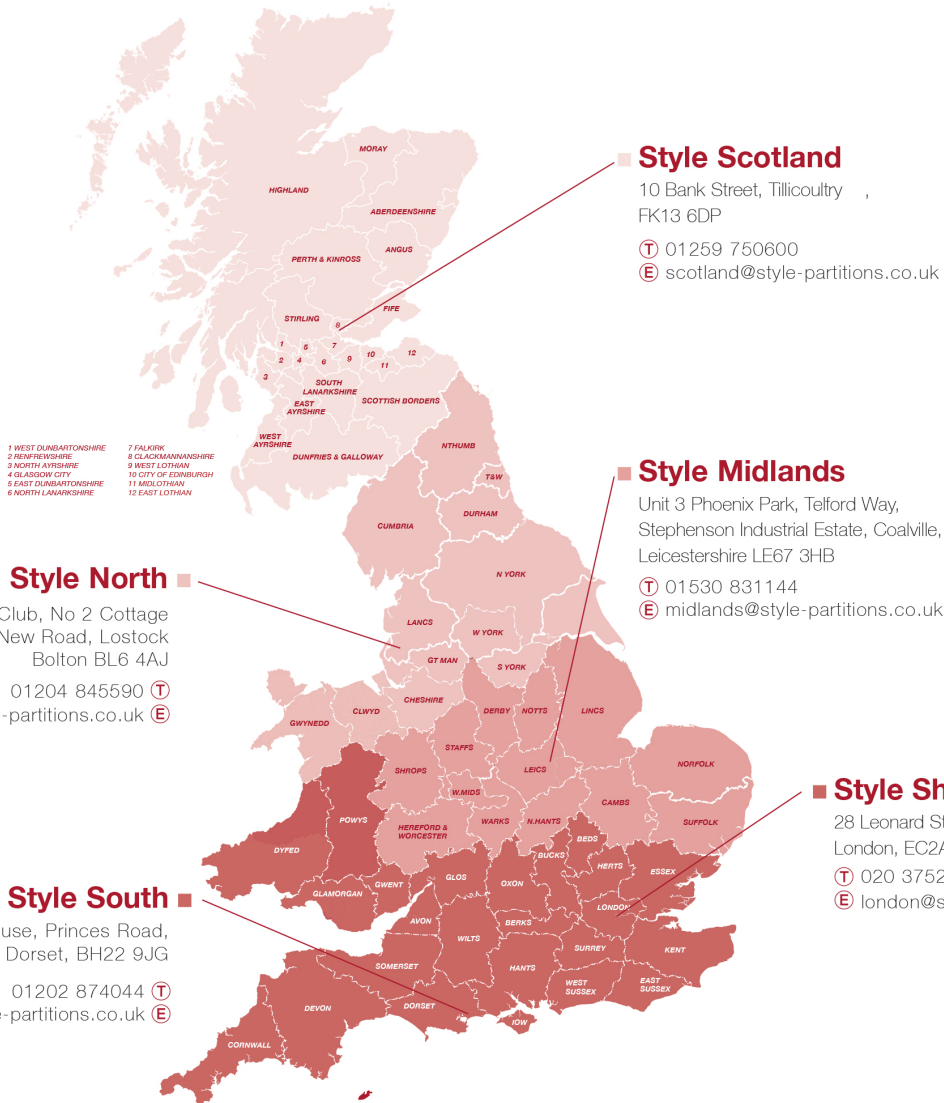 MORAY
HIGHLAND
ABERDEENSHIRE
ANGUS
PERTH & KINROSS
FIFE
STIRLING
8
1
5
7
2
4
6
9
10
11
12
3
SOUTH
LANARKSHIRE
EAST
AYRSHIRE
SCOTTISH BORDERS
WEST
AYRSHIRE
DUNFRIES & GALLOWAY
Style Scotland
10 Bank Street, Tillicoultry ,
FK13 6DP
T 01259 750600
E scotland@style-partitions.co.uk
1 WEST DUNBARTONSHIRE
2 RENFREWSHIRE
3 NORTH AYRSHIRE
4 GLASGOW CITY
5 EAST DUNBARTONSHIRE
6 NORTH LANARKSHIRE
7 FALKIRK
8 CLACKMANNANSHIRE
9 WEST LOTHIAN
10 CITY OF EDINBURGH
11 MIDLOTHIAN
12 EAST LOTHIAN
NTHUMB
T&W
DURHAM
CUMBRIA
N YORK
LANCS
W YORK
GT MAN
S YORK
CHESHIRE
CLWYD
GWYNEDD
Style Midlands
Unit 3 Phoenix Park, Telford Way,
Stephenson Industrial Estate, Coalville,
Leicestershire LE67 3HB
T 01530 831144
E midlands@style-partitions.co.uk
Style North
Club, No 2 Cottage
New Road, Lostock
Bolton BL6 4AJ
01204 845590 T
-partitions.co.uk E
DERBY
NOTTS
LINCS
STAFFS
SHROPS
LEICS
NORFOLK
W.MIDS
CAMBS
HEREFORD &
WORCESTER
WARKS
N.HANTS
SUFFOLK
POWYS
DYFED
BEDS
BUCKS
HERTS
ESSEX
GLOS
OXON
GWENT
GLAMORGAN
LONDON
AVON
BERKS
WILTS
SURREY
KENT
SOMERSET
HANTS
WEST
SUSSEX
EAST
SUSSEX
DORSET
DEVON
IOW
CORNWALL
Style Sh
28 Leonard St
London, EC2A
T 020 3752
E london@s
Style South
use, Princes Road,
Dorset, BH22 9JG
01202 874044 T
-partitions.co.uk E